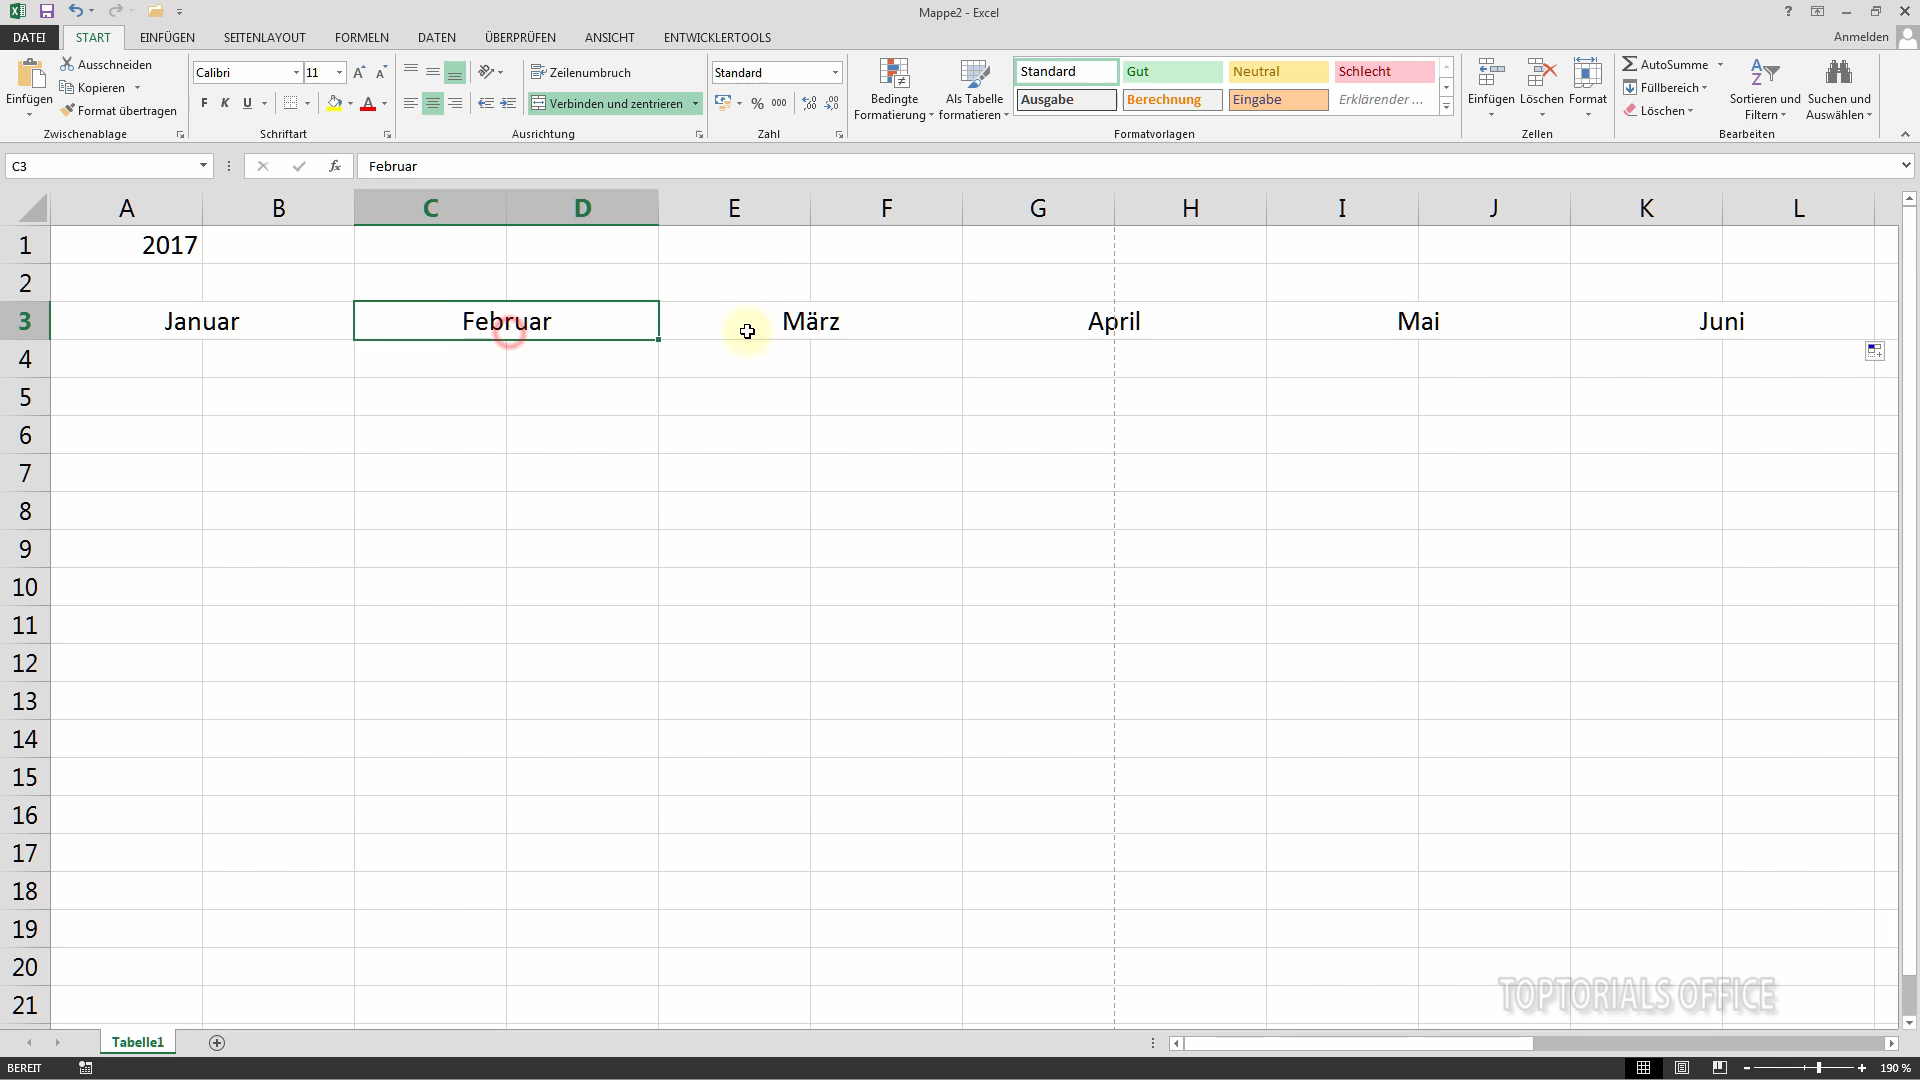 Mappe2 - Excel
?
DATEI START EINFÜGEN SEITENLAYOUT FORMELN DATEN ÜBERPRÜFEN ANSICHT ENTWICKLERTOOLS Anmelden
Einfügen
Ausschneiden
Kopieren
Format übertragen
Zwischenablage
Calibri 11
F K U
Schriftart
Zeilenumbruch
Verbinden und zentrieren
Ausrichtung
Standard
% 000
Zahl
Bedingte
Formatierung
Als Tabelle
formatieren
Standard Gut Neutral Schlecht
Ausgabe Berechnung Eingabe Erklärender ...
Formatvorlagen
Einfügen Löschen Format
Zellen
AutoSumme
Füllbereich
Löschen
Sortieren und
Filtern
Suchen und
Auswählen
Bearbeiten
C3 fx Februar
A B C D E F G H I J K L
1 2017
2
3 Januar Februar März April Mai Juni
4
5
6
7
8
9
10
11
12
13
14
15
16
17
18
19
20
21
TOPTORIALS OFFICE
Tabelle1
BEREIT 190 %